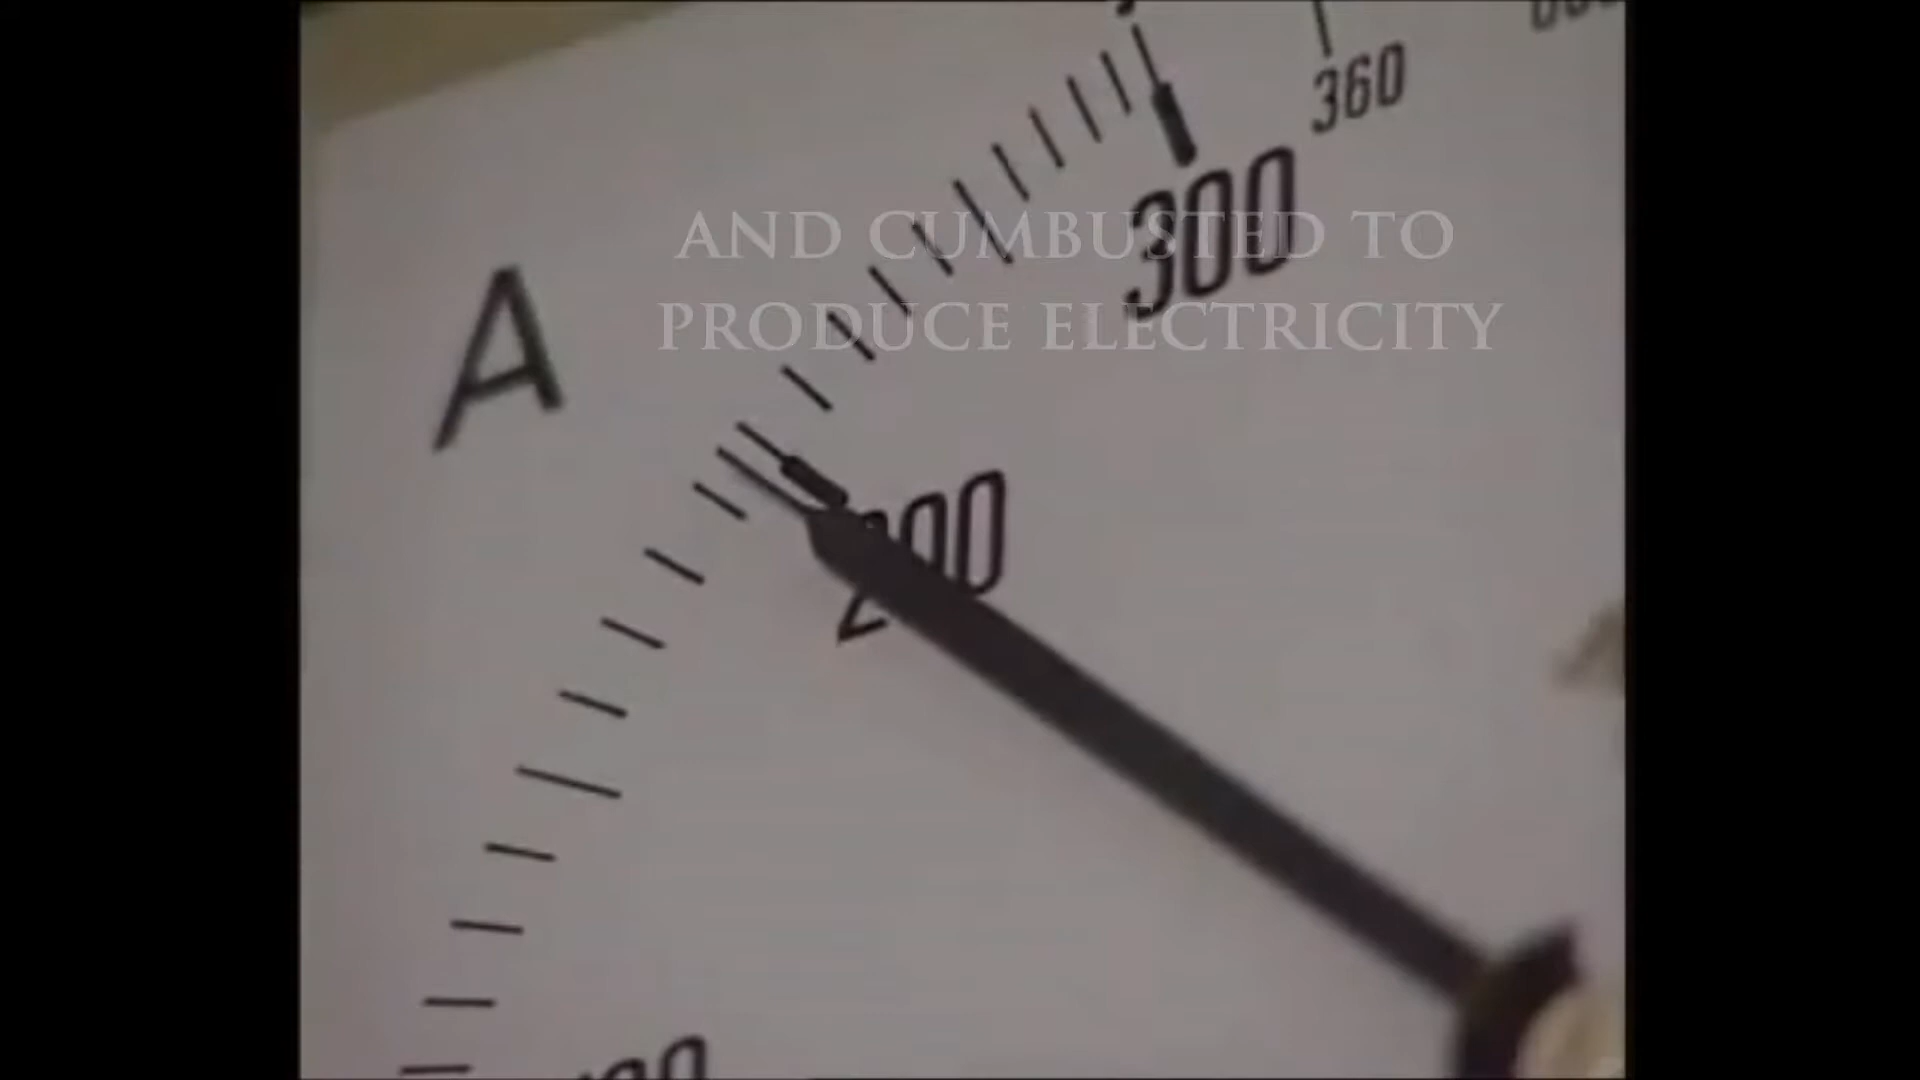 360
300
AND CUMBUSTED TO
PRODUCE ELECTRICITY
A
200